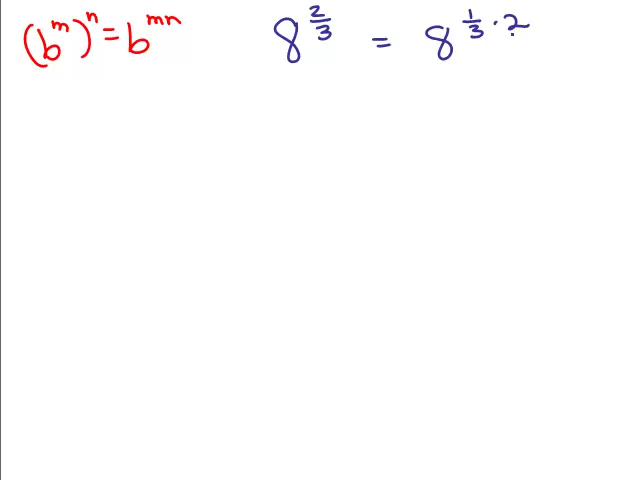 (b^m)^n = b^{mn}    8^{2/3} = 8^{1/3 · 2}